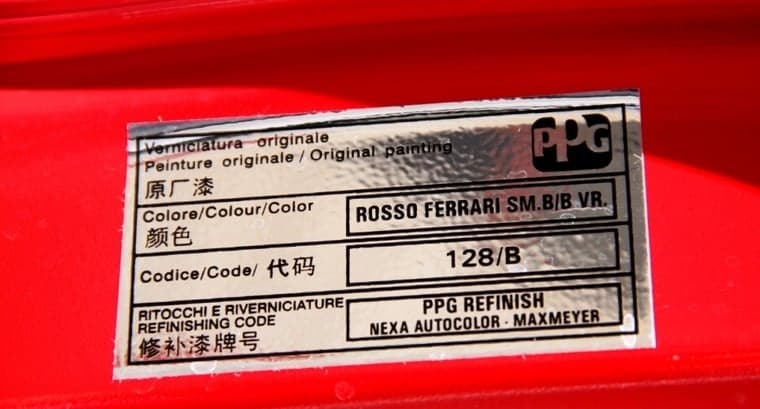 Verniciatura originale
Peinture originale / Original painting
原厂漆
PPG
Colore/Colour/Color
颜色
ROSSO FERRARI SM.B/B VR.
Codice/Code/ 代码
128/B
RITOCCHI E RIVERNICIATURE
REFINISHING CODE
修补漆牌号
PPG REFINISH
NEXA AUTOCOLOR · MAXMEYER